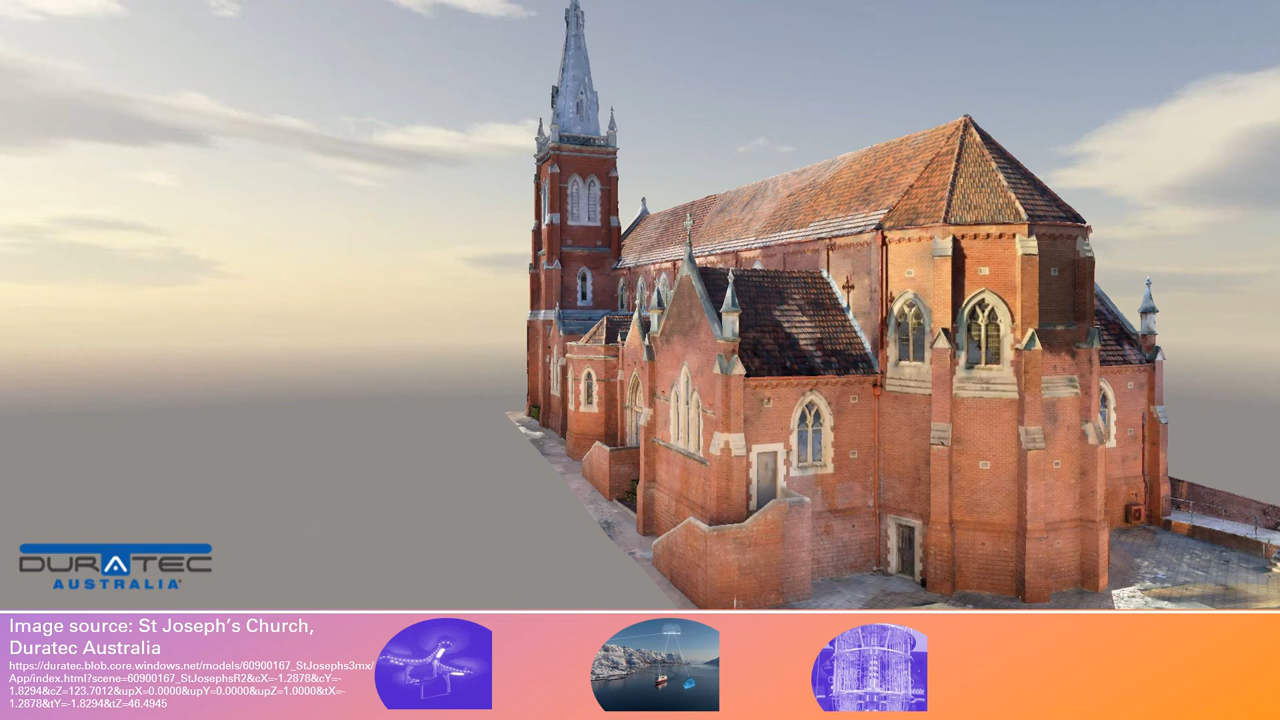 DURATEC
AUSTRALIA
Image source: St Joseph's Church,
Duratec Australia
https://duratec.blob.core.windows.net/models/60900167_StJosephs3mx/
App/index.html?scene=60900167_StJosephsR2&cX=-1.2878&cY=-
1.8294&cZ=123.7012&upX=0.0000&upY=0.0000&upZ=1.0000&tX=-
1.2878&tY=-1.8294&tZ=46.4945